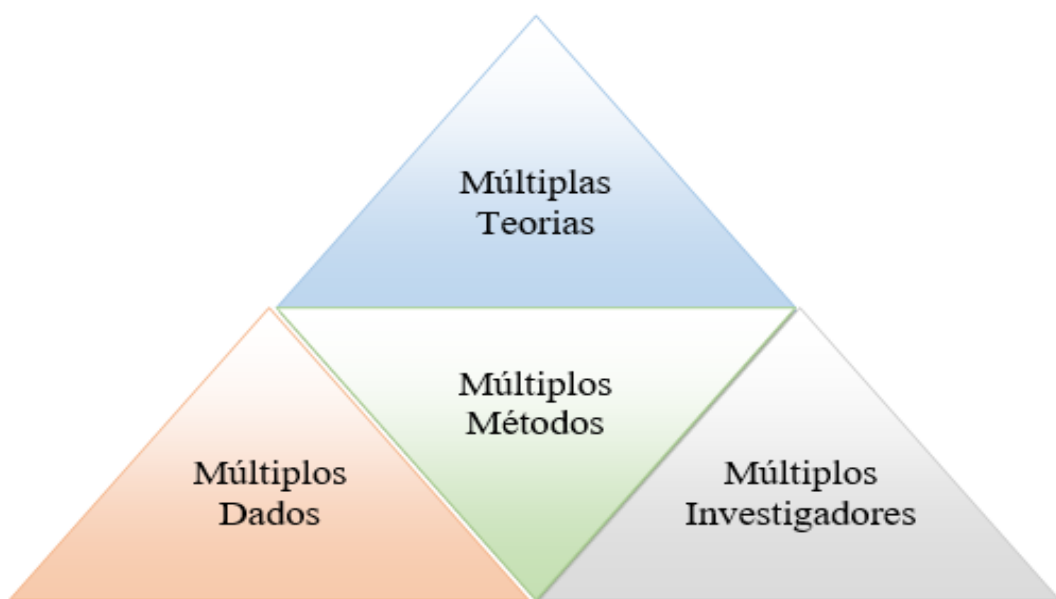 Múltiplas
Teorias
Múltiplos
Métodos
Múltiplos
Dados
Múltiplos
Investigadores